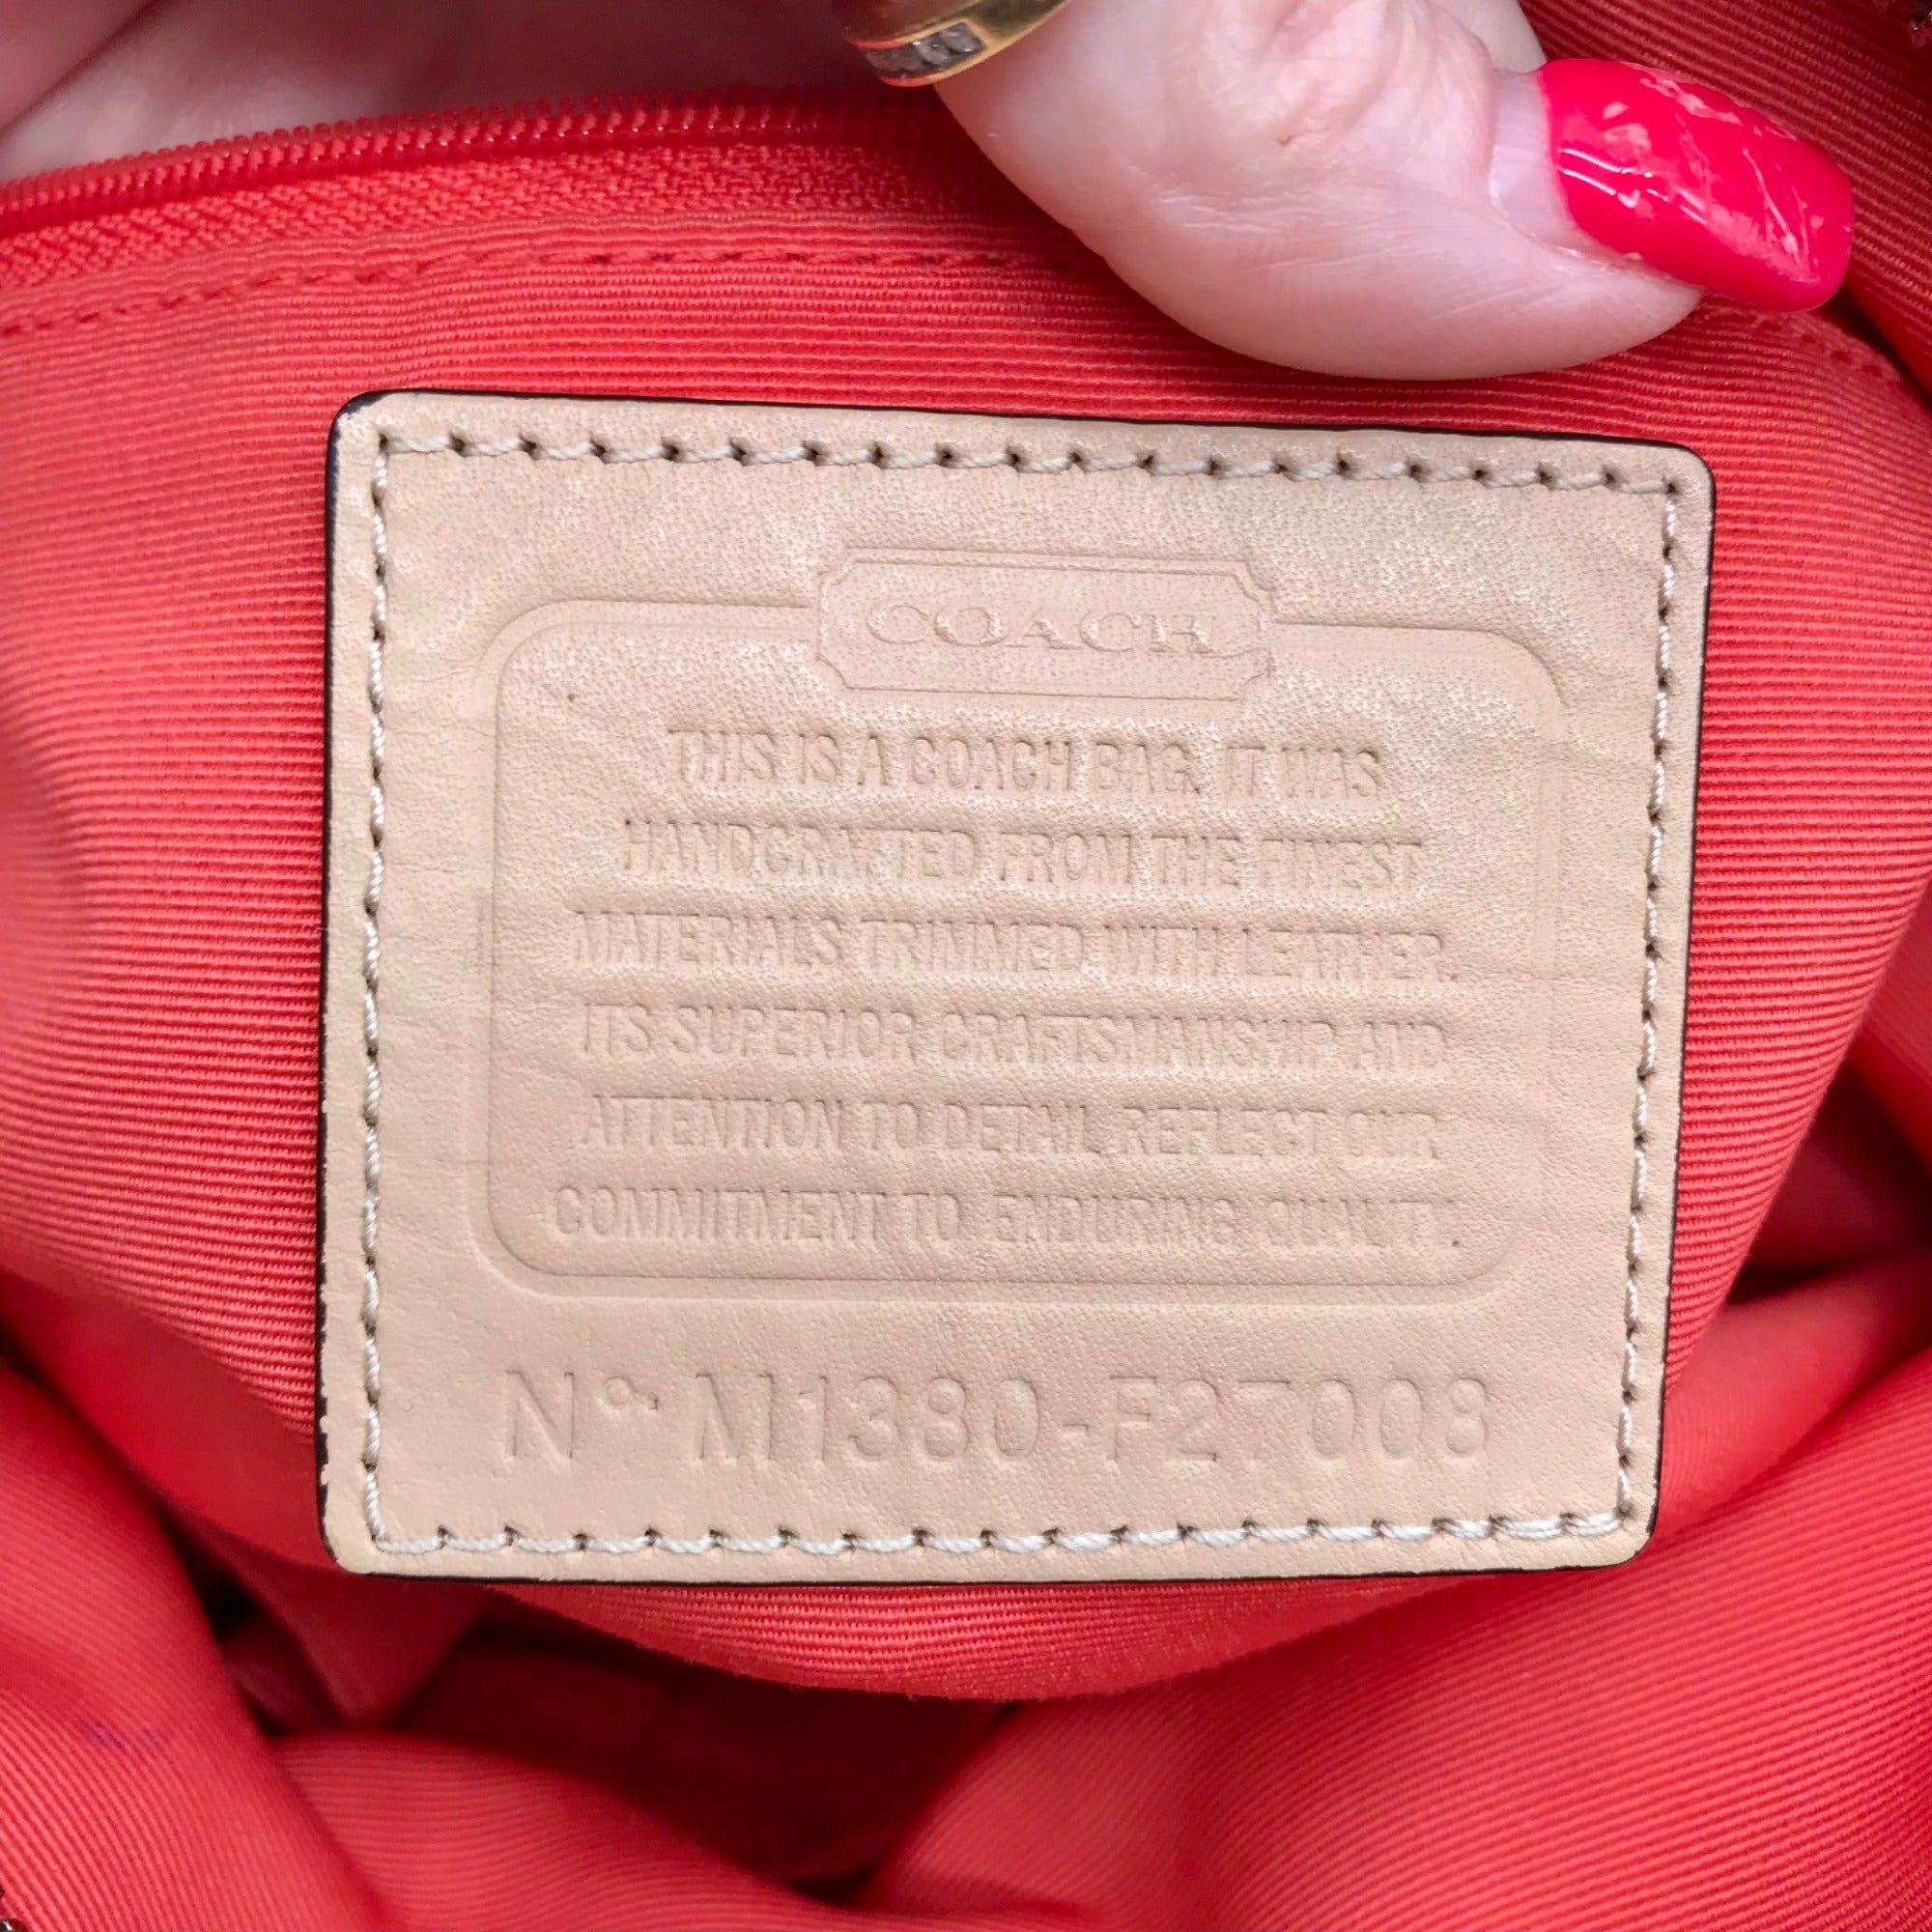 COACH
THIS IS A COACH BAG. IT WAS
HANDCRAFTED FROM THE FINEST
MATERIALS TRIMMED WITH LEATHER.
ITS SUPERIOR CRAFTSMANSHIP AND
ATTENTION TO DETAIL REFLECT OUR
COMMITMENT TO ENDURING QUALITY.
Nº M1380-F27008